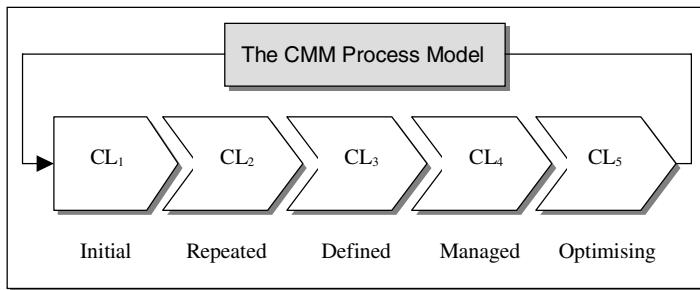 The CMM Process Model
CL₁ CL₂ CL₃ CL₄ CL₅
Initial Repeated Defined Managed Optimising